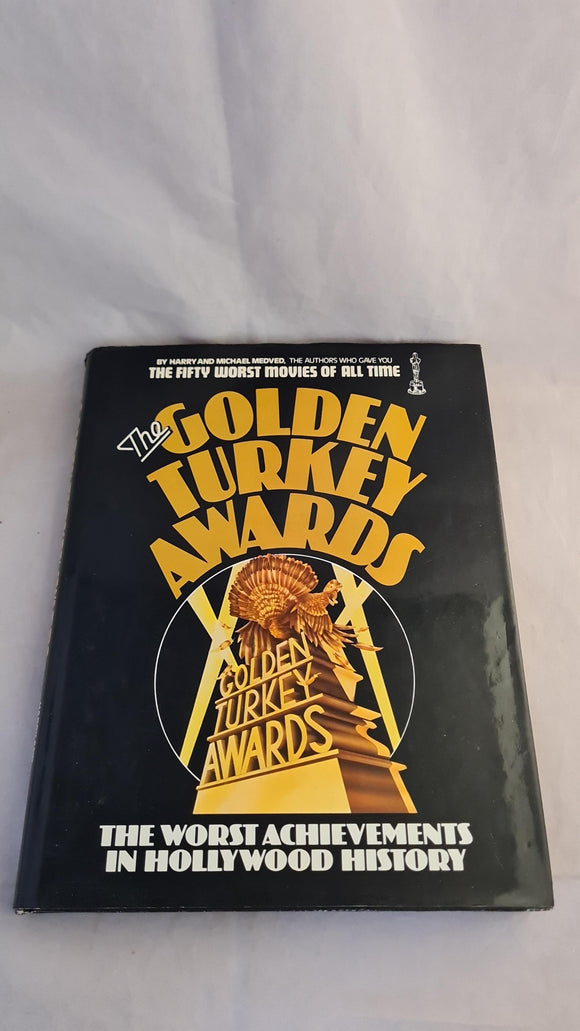 BY HARRY AND MICHAEL MEDVED, THE AUTHORS WHO GAVE YOU
THE FIFTY WORST MOVIES OF ALL TIME
The GOLDEN
TURKEY
AWARDS
GOLDEN
TURKEY
AWARDS
THE WORST ACHIEVEMENTS
IN HOLLYWOOD HISTORY